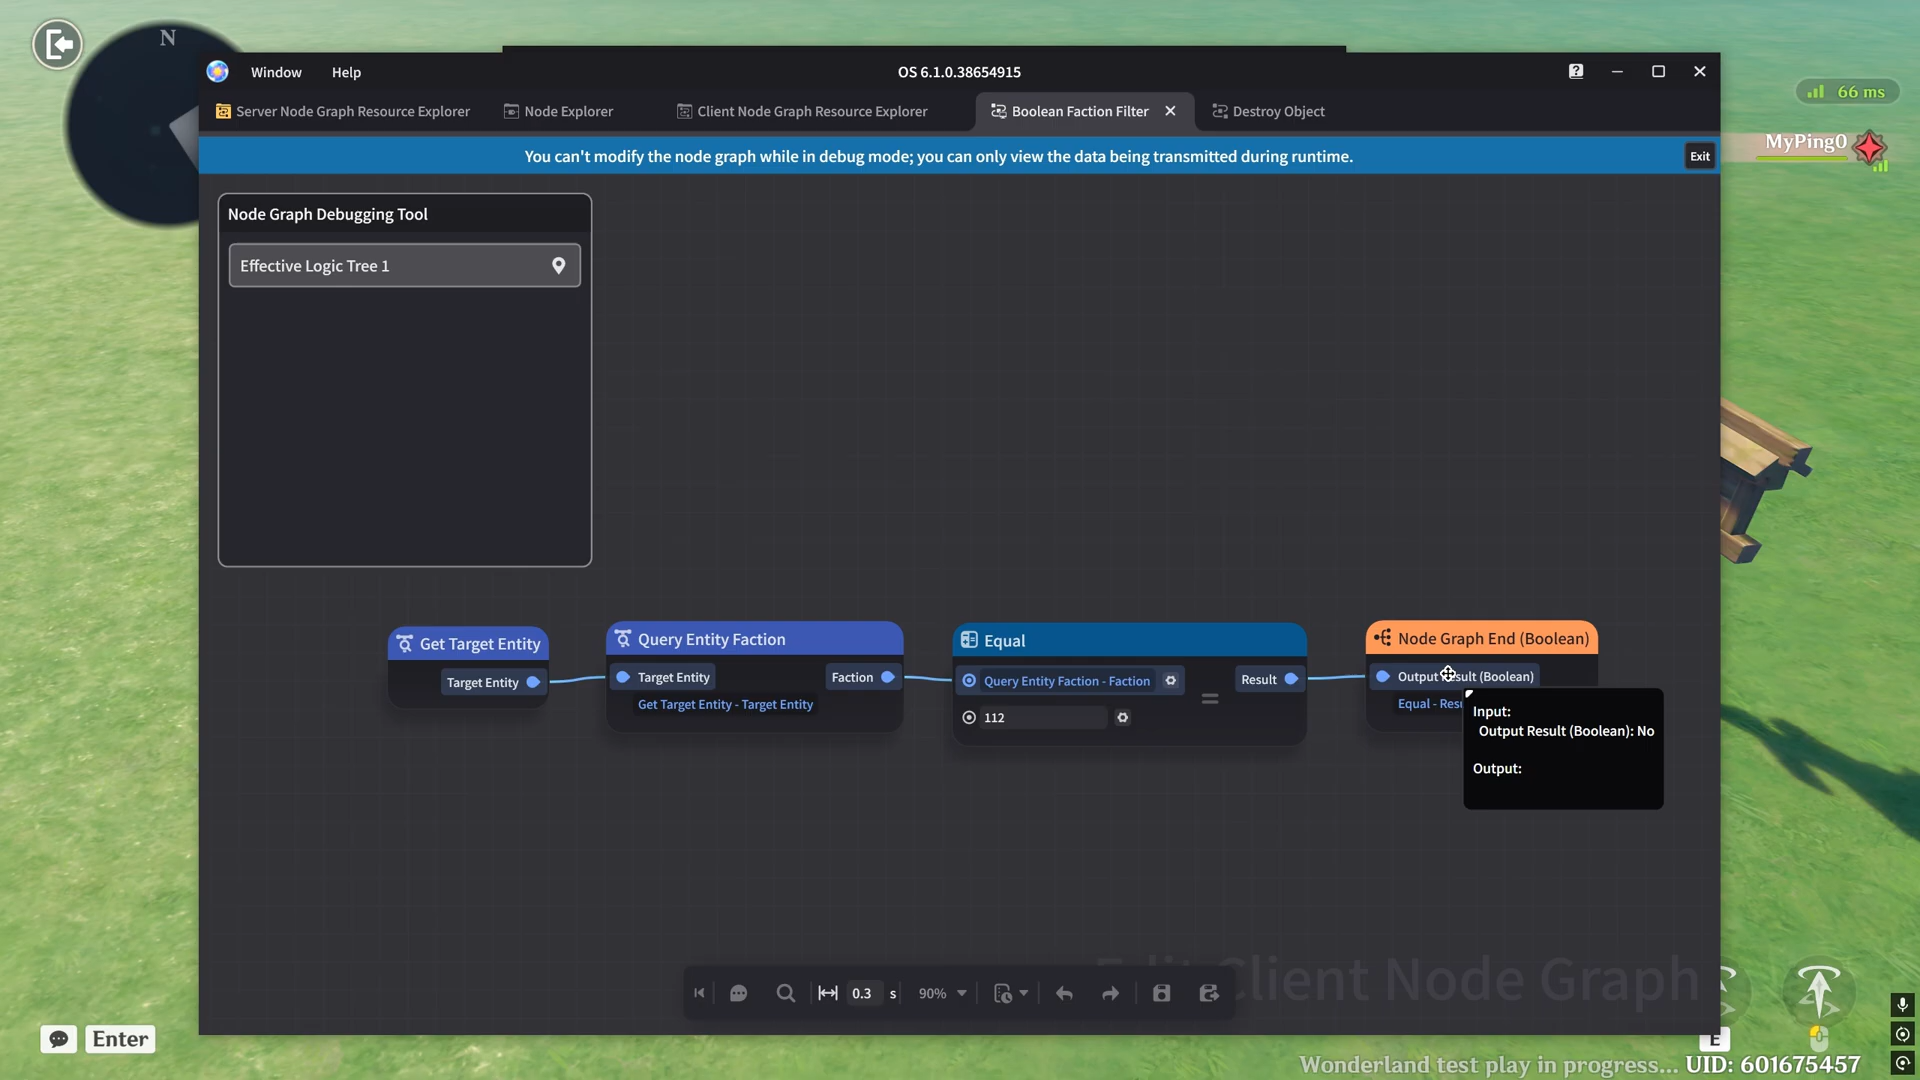 N
Window
Help
OS 6.1.0.38654915
66 ms
Server Node Graph Resource Explorer
Node Explorer
Client Node Graph Resource Explorer
Boolean Faction Filter
Destroy Object
MyPing0
You can't modify the node graph while in debug mode; you can only view the data being transmitted during runtime.
Exit
Node Graph Debugging Tool
Effective Logic Tree 1
Get Target Entity
Target Entity
Query Entity Faction
Target Entity
Faction
Get Target Entity - Target Entity
Equal
Query Entity Faction - Faction
Result
112
Node Graph End (Boolean)
Output Result (Boolean)
Equal - Resu
Input:
Output Result (Boolean): No
Output:
Edit Client Node Graph
0.3 s
90%
Enter
E
Wonderland test play in progress...
UID: 601675457